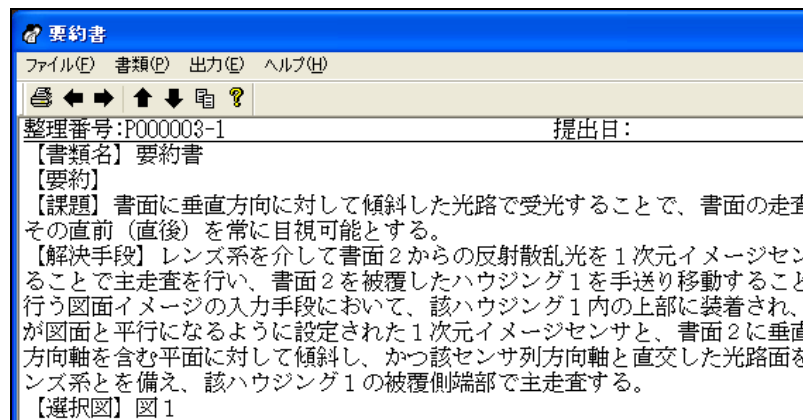 要約書
ファイル(F) 書類(P) 出力(E) ヘルプ(H)
整理番号:P000003-1 提出日:
【書類名】要約書
【要約】
【課題】書面に垂直方向に対して傾斜した光路で受光することで、書面の走査
その直前（直後）を常に目視可能とする。
【解決手段】レンズ系を介して書面２からの反射散乱光を１次元イメージセン
ることで主走査を行い、書面２を被覆したハウジング１を手送り移動すること
行う図面イメージの入力手段において、該ハウジング１内の上部に装着され、
が図面と平行になるように設定された１次元イメージセンサと、書面２に垂直
方向軸を含む平面に対して傾斜し、かつ該センサ列方向軸と直交した光路面を
ンズ系とを備え、該ハウジング１の被覆側端部で主走査する。
【選択図】図１